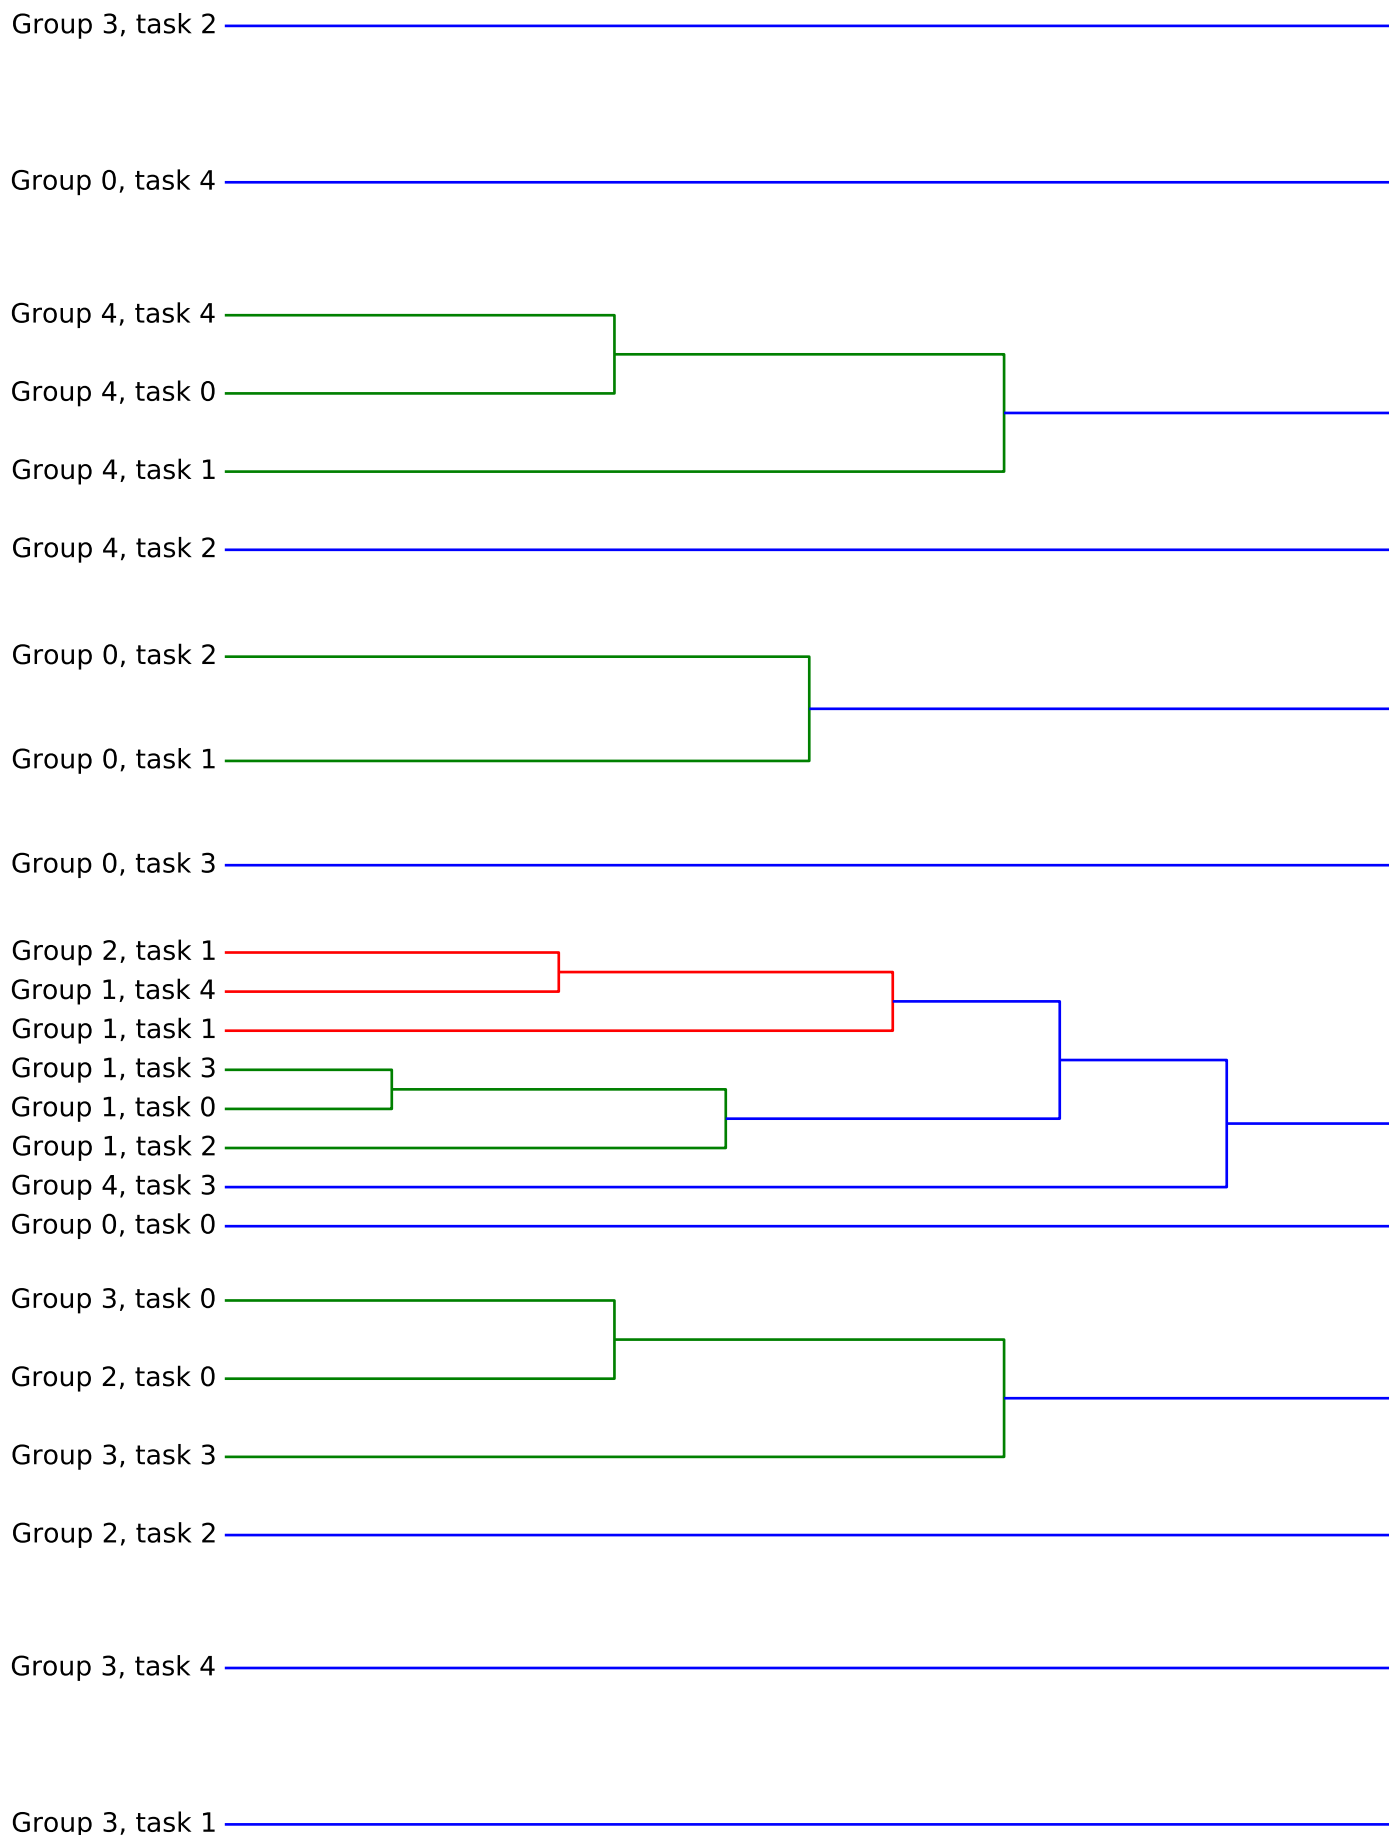 Group 3, task 2
Group 0, task 4
Group 4, task 4
Group 4, task 0
Group 4, task 1
Group 4, task 2
Group 0, task 2
Group 0, task 1
Group 0, task 3
Group 2, task 1
Group 1, task 4
Group 1, task 1
Group 1, task 3
Group 1, task 0
Group 1, task 2
Group 4, task 3
Group 0, task 0
Group 3, task 0
Group 2, task 0
Group 3, task 3
Group 2, task 2
Group 3, task 4
Group 3, task 1